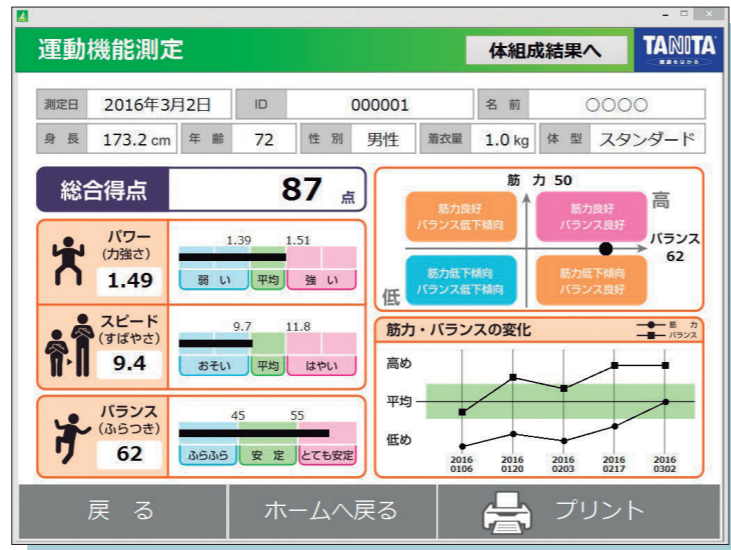 運動機能測定
体組成結果へ
TANITA
健康をはかる
測定日 2016年3月2日 ID 000001 名 前 ○○○○
身 長 173.2 cm 年 齢 72 性 別 男性 着衣量 1.0 kg 体 型 スタンダード
総合得点 87 点
パワー
(力強さ)
1.49
1.39 1.51
弱 い 平均 強 い
スピード
(すばやさ)
9.4
9.7 11.8
おそい 平均 はやい
バランス
(ふらつき)
62
45 55
ふらふら 安 定 とても安定
筋 力 50
高
筋力良好
バランス低下傾向
筋力良好
バランス良好
バランス
62
筋力低下傾向
バランス低下傾向
筋力低下傾向
バランス良好
低
筋力・バランスの変化
筋 力
バランス
高め
平均
低め
2016 2016 2016 2016 2016
0106 0120 0203 0217 0302
戻 る ホームへ戻る プリント